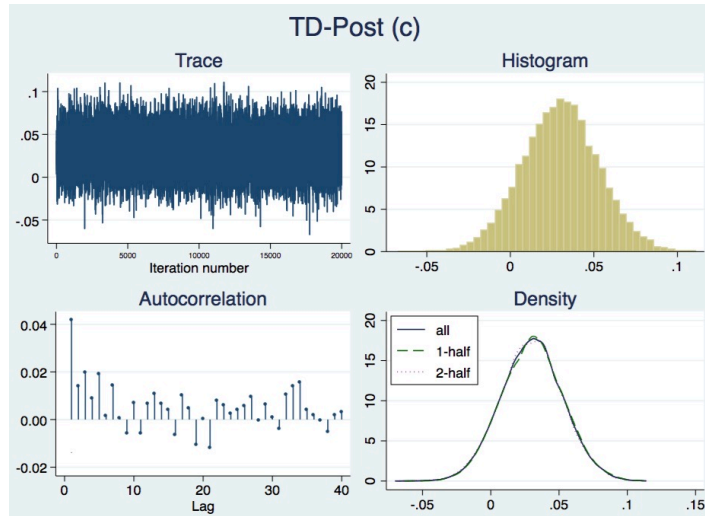 TD-Post (c)
Trace
.1
.05
0
-.05
0 5000 10000 15000 20000
Iteration number
Histogram
20
15
10
5
0
-.05 0 .05 .1
Autocorrelation
0.04
0.02
0.00
-0.02
0 10 20 30 40
Lag
Density
20
15
10
5
0
all
1-half
2-half
-.05 0 .05 .1 .15